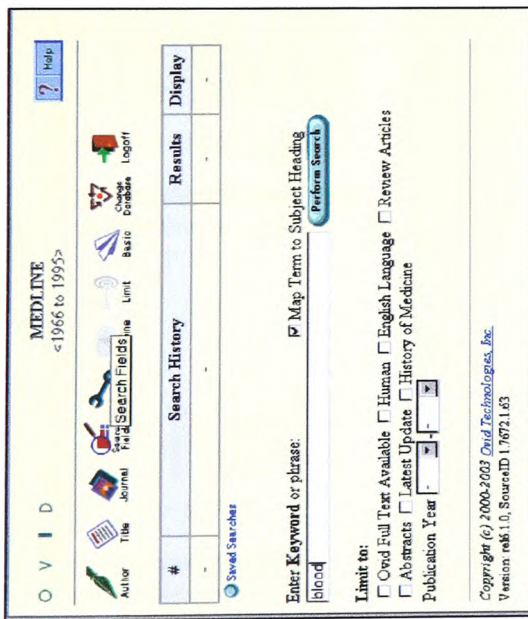 O V I D
MEDLINE
<1966 to 1995>
? Help
Author
Title
Journal
Search Fields
Limit
Basic
Change Database
Logoff
Search Fields
# Search History Results Display
- - - -
Saved Searches
Enter Keyword or phrase:
Map Term to Subject Heading
blood
Perform Search
Limit to:
Ovid Full Text Available Human English Language Review Articles
Abstracts Latest Update History of Medicine
Publication Year - - -
Copyright (c) 2000-2003 Ovid Technologies, Inc
Version: rel6.1.0, SourceID 1.7672.1.63